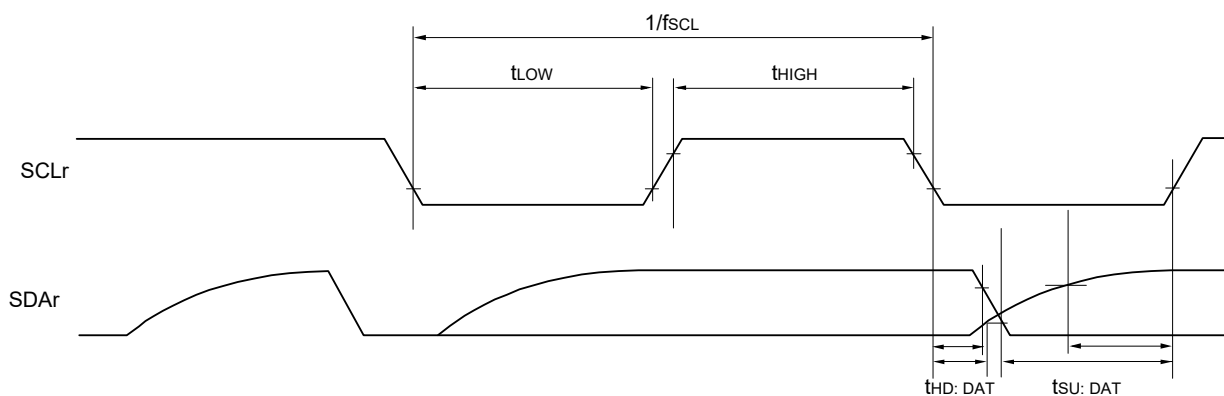 1/fSCL
tLOW
tHIGH
SCLr
SDAr
tHD: DAT
tSU: DAT